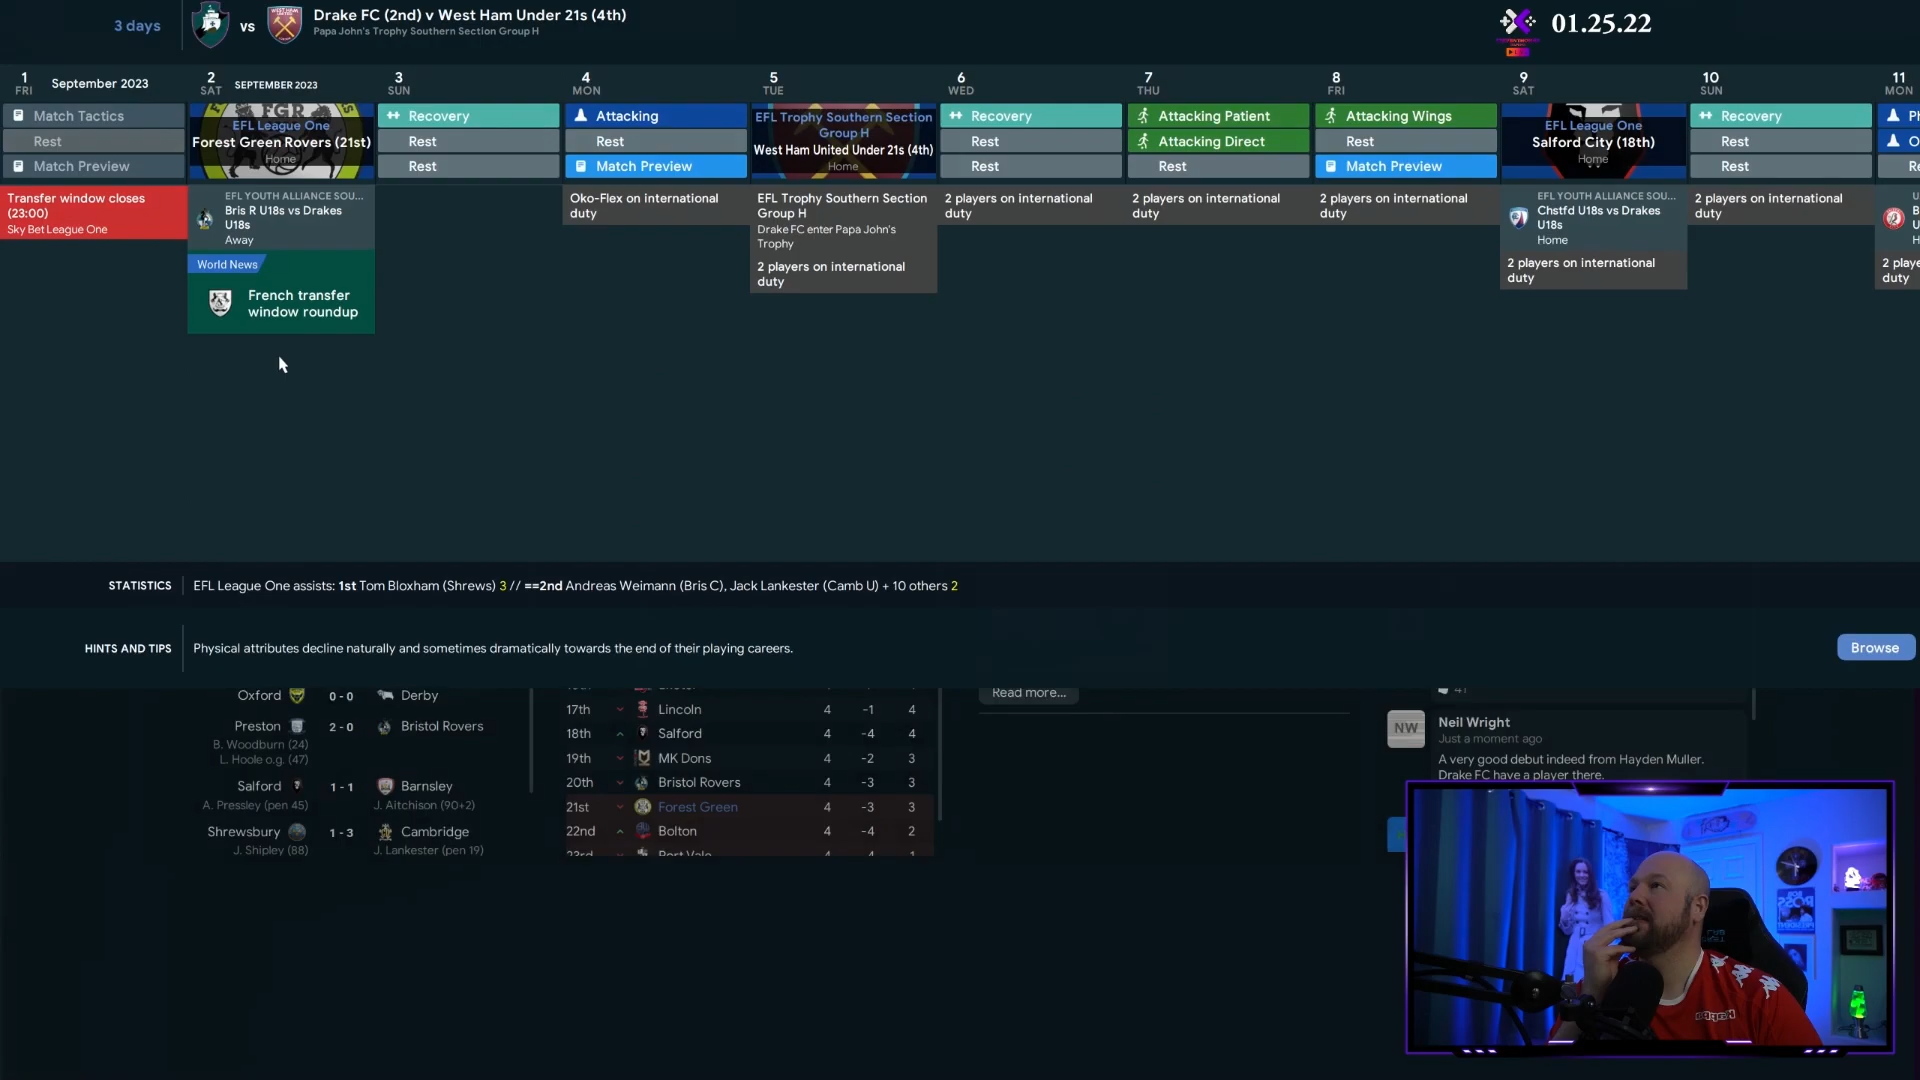 3 days
vs
Drake FC (2nd) v West Ham Under 21s (4th)
Papa John's Trophy Southern Section Group H
01.25.22
1
FRI
September 2023
2
SAT
SEPTEMBER 2023
3
SUN
4
MON
5
TUE
6
WED
7
THU
8
FRI
9
SAT
10
SUN
11
MON
Match Tactics
Rest
Match Preview
FGR
EFL League One
Forest Green Rovers (21st)
Home
Recovery
Rest
Rest
Attacking
Rest
Match Preview
EFL Trophy Southern Section
Group H
West Ham United Under 21s (4th)
Home
Recovery
Rest
Rest
Attacking Patient
Attacking Direct
Rest
Attacking Wings
Rest
Match Preview
EFL League One
Salford City (18th)
Home
Recovery
Rest
Rest
Transfer window closes
(23:00)
Sky Bet League One
EFL YOUTH ALLIANCE SOU...
Bris R U18s vs Drakes
U18s
Away
World News
French transfer
window roundup
Oko-Flex on international
duty
EFL Trophy Southern Section
Group H
Drake FC enter Papa John's
Trophy
2 players on international
duty
2 players on international
duty
2 players on international
duty
2 players on international
duty
EFL YOUTH ALLIANCE SOU...
Chstfd U18s vs Drakes
U18s
Home
2 players on international
duty
2 players on international
duty
duty
STATISTICS
EFL League One assists: 1st Tom Bloxham (Shrews) 3 // ==2nd Andreas Weimann (Bris C), Jack Lankester (Camb U) + 10 others 2
HINTS AND TIPS
Physical attributes decline naturally and sometimes dramatically towards the end of their playing careers.
Browse
Oxford 0 - 0 Derby
Preston 2 - 0 Bristol Rovers
B. Woodburn (24)
L. Hoole o.g. (47)
Salford 1 - 1 Barnsley
A. Pressley (pen 45) J. Aitchison (90+2)
Shrewsbury 1 - 3 Cambridge
J. Shipley (88) J. Lankester (pen 19)
17th Lincoln 4 -1 4
18th Salford 4 -4 4
19th MK Dons 4 -2 3
20th Bristol Rovers 4 -3 3
21st Forest Green 4 -3 3
22nd Bolton 4 -4 2
23rd Port Vale 4 -4 1
Read more...
41
NW
Neil Wright
Just a moment ago
A very good debut indeed from Hayden Muller.
Drake FC have a player there.